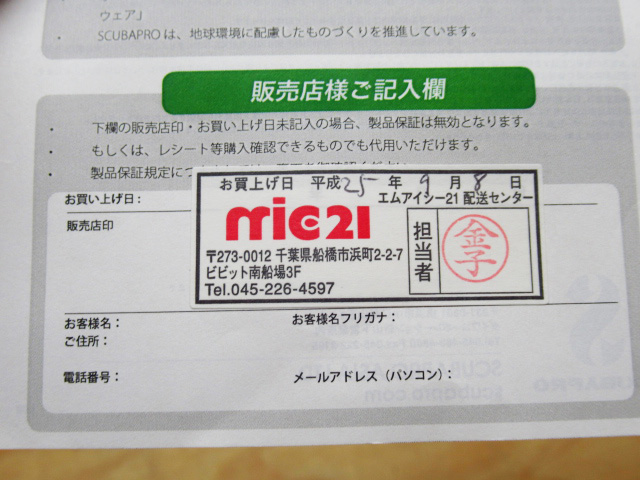 ウェア」
・ SCUBAPROは、地球環境に配慮したものづくりを推進しています。
販売店様ご記入欄
・ 下欄の販売店印・お買い上げ日未記入の場合、製品保証は無効となります。
・ もしくは、レシート等購入確認できるものでも代用いただけます。
・ 製品保証規定につ
お買い上げ日：
販売店印
お買上げ日 平成25年9月8日
mic21
エムアイシー21 配送センター
〒273-0012 千葉県船橋市浜町2-2-7
ビビット南船場3F
Tel.045-226-4597
担当者
金子
お客様名：
お客様名フリガナ：
ご住所：
電話番号：
メールアドレス（パソコン）：